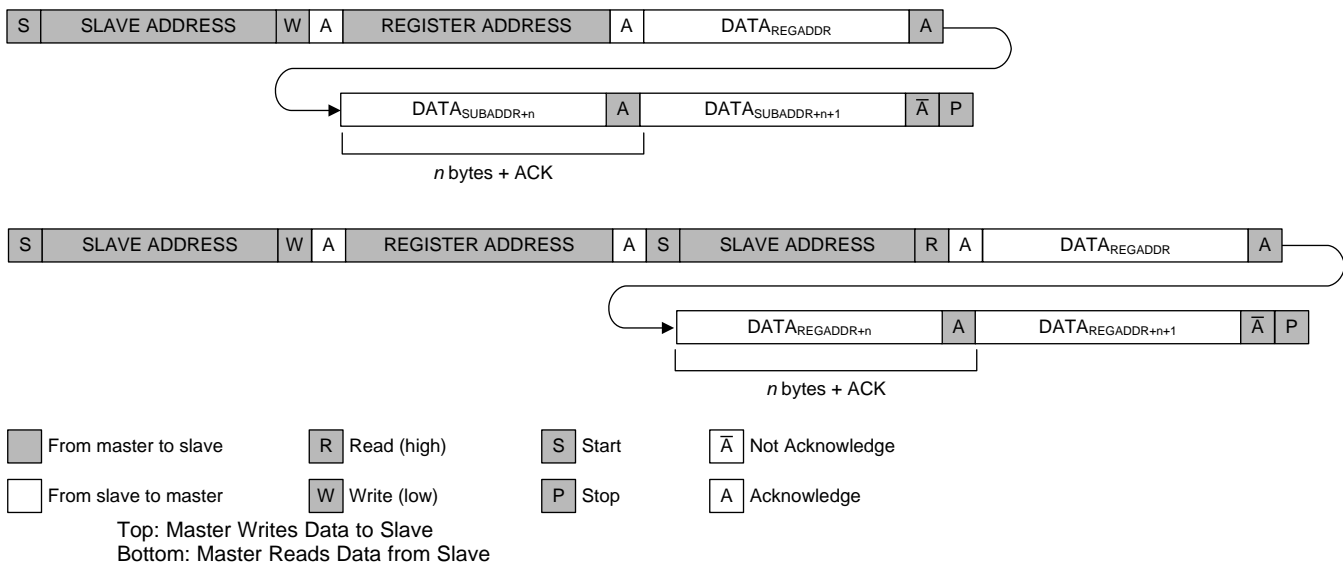 S SLAVE ADDRESS W A REGISTER ADDRESS A DATAREGADDR A
DATASUBADDR+n A DATASUBADDR+n+1 A̅ P
n bytes + ACK
S SLAVE ADDRESS W A REGISTER ADDRESS A S SLAVE ADDRESS R A DATAREGADDR A
DATAREGADDR+n A DATAREGADDR+n+1 A̅ P
n bytes + ACK
From master to slave R Read (high) S Start A̅ Not Acknowledge
From slave to master W Write (low) P Stop A Acknowledge
Top: Master Writes Data to Slave
Bottom: Master Reads Data from Slave